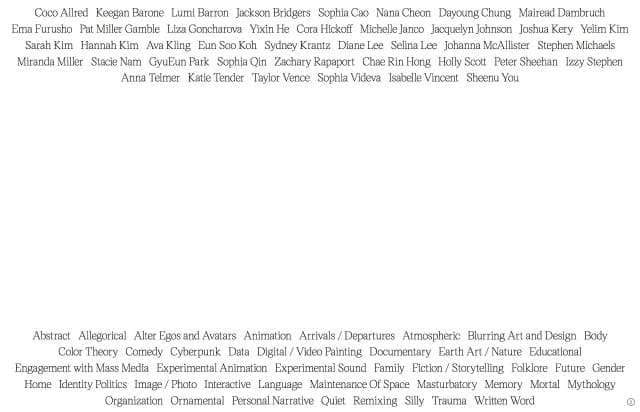 Coco Allred Keegan Barone Lumi Barron Jackson Bridgers Sophia Cao Nana Cheon Dayoung Chung Mairead Dambruch
Ema Furusho Pat Miller Gamble Liza Goncharova Yixin He Cora Hickoff Michelle Janco Jacquelyn Johnson Joshua Kery Yelim Kim
Sarah Kim Hannah Kim Ava Kling Eun Soo Koh Sydney Krantz Diane Lee Selina Lee Johanna McAllister Stephen Michaels
Miranda Miller Stacie Nam GyuEun Park Sophia Qin Zachary Rapaport Chae Rin Hong Holly Scott Peter Sheehan Izzy Stephen
Anna Telmer Katie Tender Taylor Vence Sophia Videva Isabelle Vincent Sheenu You
Abstract Allegorical Alter Egos and Avatars Animation Arrivals / Departures Atmospheric Blurring Art and Design Body
Color Theory Comedy Cyberpunk Data Digital / Video Painting Documentary Earth Art / Nature Educational
Engagement with Mass Media Experimental Animation Experimental Sound Family Fiction / Storytelling Folklore Future Gender
Home Identity Politics Image / Photo Interactive Language Maintenance Of Space Masturbatory Memory Mortal Mythology
Organization Ornamental Personal Narrative Quiet Remixing Silly Trauma Written Word